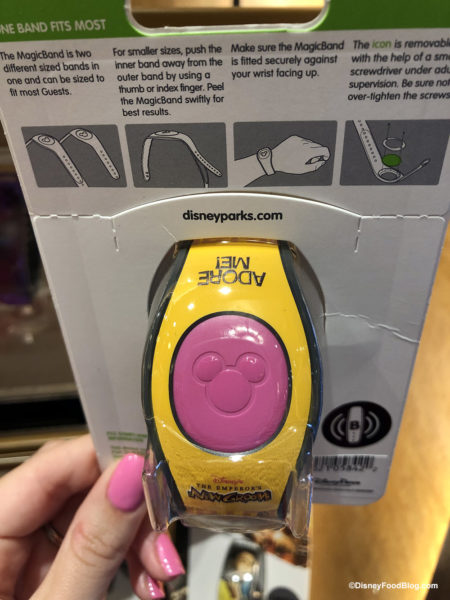 ONE BAND FITS MOST
The MagicBand is two
different sized bands in
one and can be sized to
fit most Guests.
For smaller sizes, push the
inner band away from the
outer band by using a
thumb or index finger. Peel
the MagicBand swiftly for
best results.
Make sure the MagicBand
is fitted securely against
your wrist facing up.
The icon is removable
with the help of a
screwdriver under
supervision. Be sure not
over-tighten the screws
disneyparks.com
ADORE
ME!
Disney's
THE EMPEROR'S
NEW GROOVE
B
©DisneyFoodBlog.com